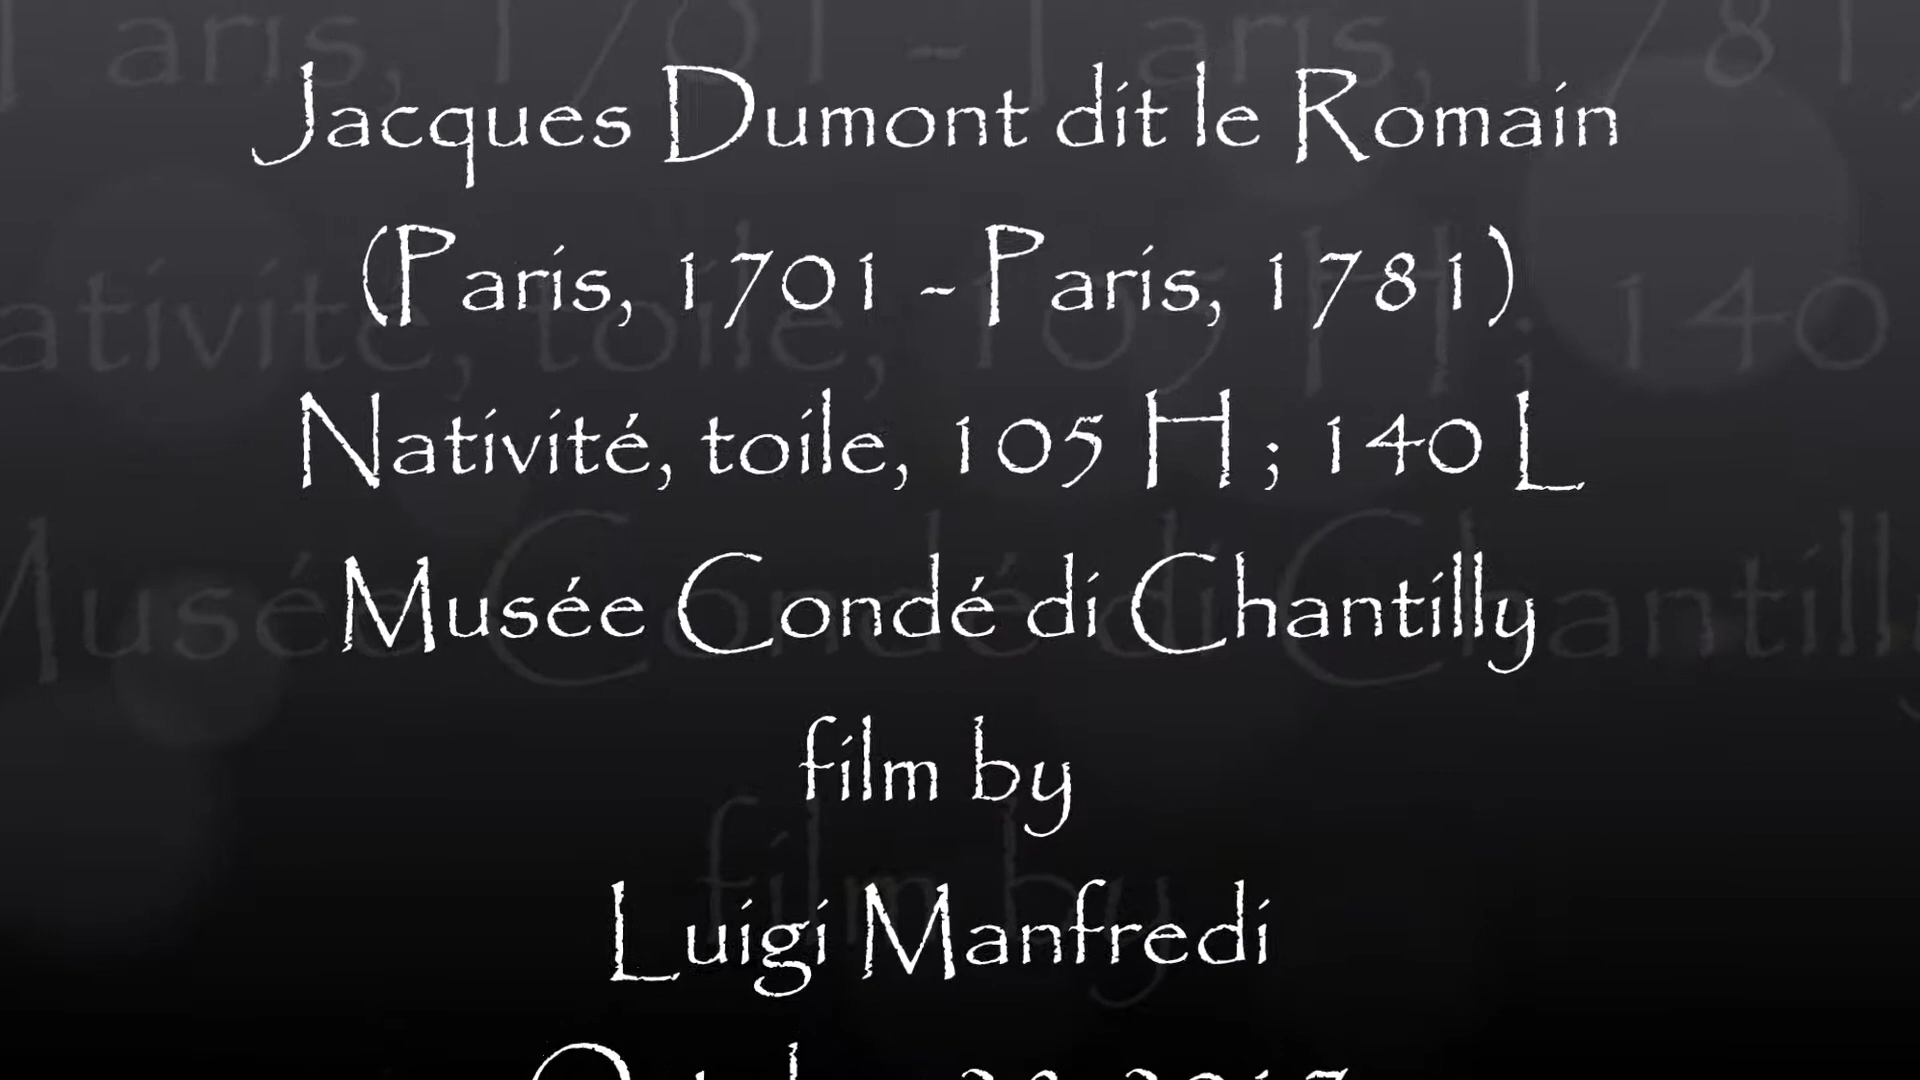 Jacques Dumont dit le Romain
(Paris, 1701 - Paris, 1781)
Nativité, toile, 105 H ; 140 L
Musée Condé di Chantilly
film by
Luigi Manfredi